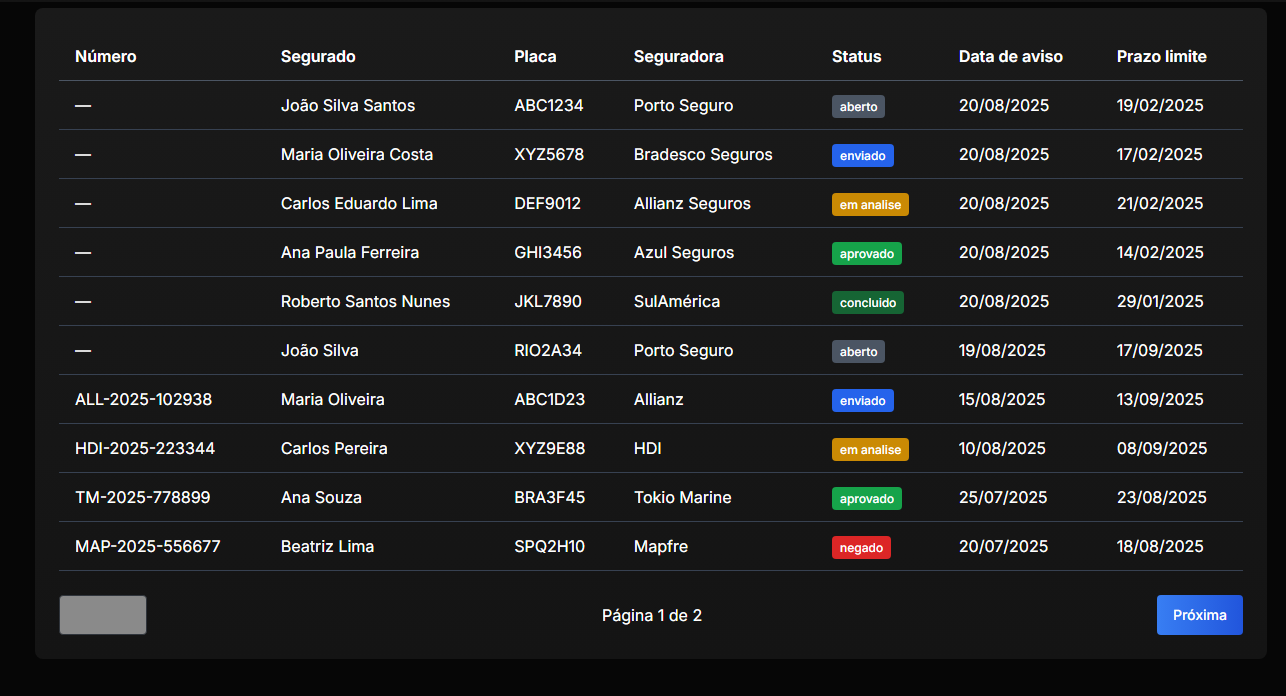 Número Segurado Placa Seguradora Status Data de aviso Prazo limite
— João Silva Santos ABC1234 Porto Seguro aberto 20/08/2025 19/02/2025
— Maria Oliveira Costa XYZ5678 Bradesco Seguros enviado 20/08/2025 17/02/2025
— Carlos Eduardo Lima DEF9012 Allianz Seguros em analise 20/08/2025 21/02/2025
— Ana Paula Ferreira GHI3456 Azul Seguros aprovado 20/08/2025 14/02/2025
— Roberto Santos Nunes JKL7890 SulAmérica concluido 20/08/2025 29/01/2025
— João Silva RIO2A34 Porto Seguro aberto 19/08/2025 17/09/2025
ALL-2025-102938 Maria Oliveira ABC1D23 Allianz enviado 15/08/2025 13/09/2025
HDI-2025-223344 Carlos Pereira XYZ9E88 HDI em analise 10/08/2025 08/09/2025
TM-2025-778899 Ana Souza BRA3F45 Tokio Marine aprovado 25/07/2025 23/08/2025
MAP-2025-556677 Beatriz Lima SPQ2H10 Mapfre negado 20/07/2025 18/08/2025
Página 1 de 2 Próxima